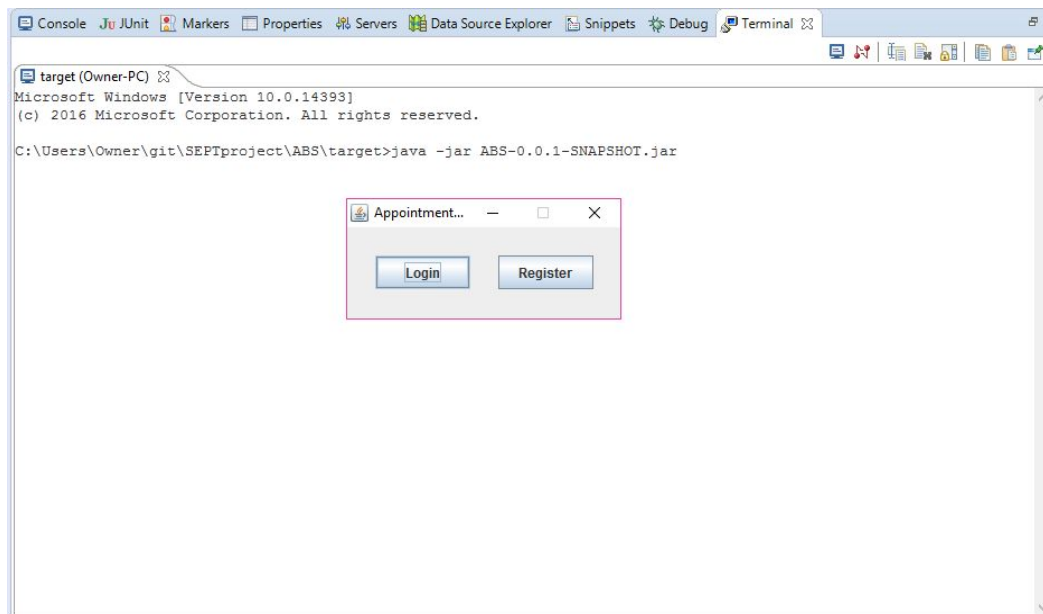 Console Ju JUnit Markers Properties Servers Data Source Explorer Snippets Debug Terminal
target (Owner-PC)
Microsoft Windows [Version 10.0.14393]
(c) 2016 Microsoft Corporation. All rights reserved.
C:\Users\Owner\git\SEPTproject\ABS\target>java -jar ABS-0.0.1-SNAPSHOT.jar
Appointment...
Login Register